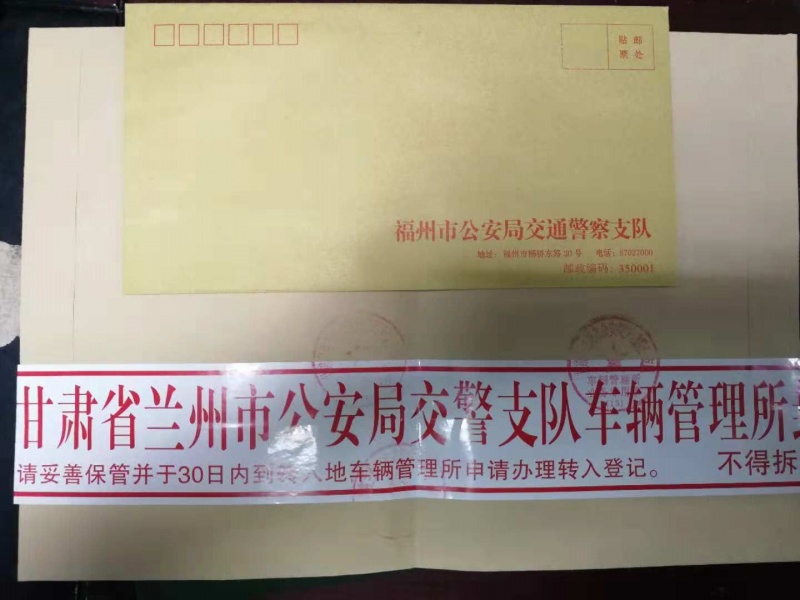 贴邮
票处
福州市公安局交通警察支队
地址：福州市杨桥东路20号 电话：87027000
邮政编码：350001
甘肃省兰州市公安局交警支队车辆管理所
请妥善保管并于30日内到转入地车辆管理所申请办理转入登记。 不得拆